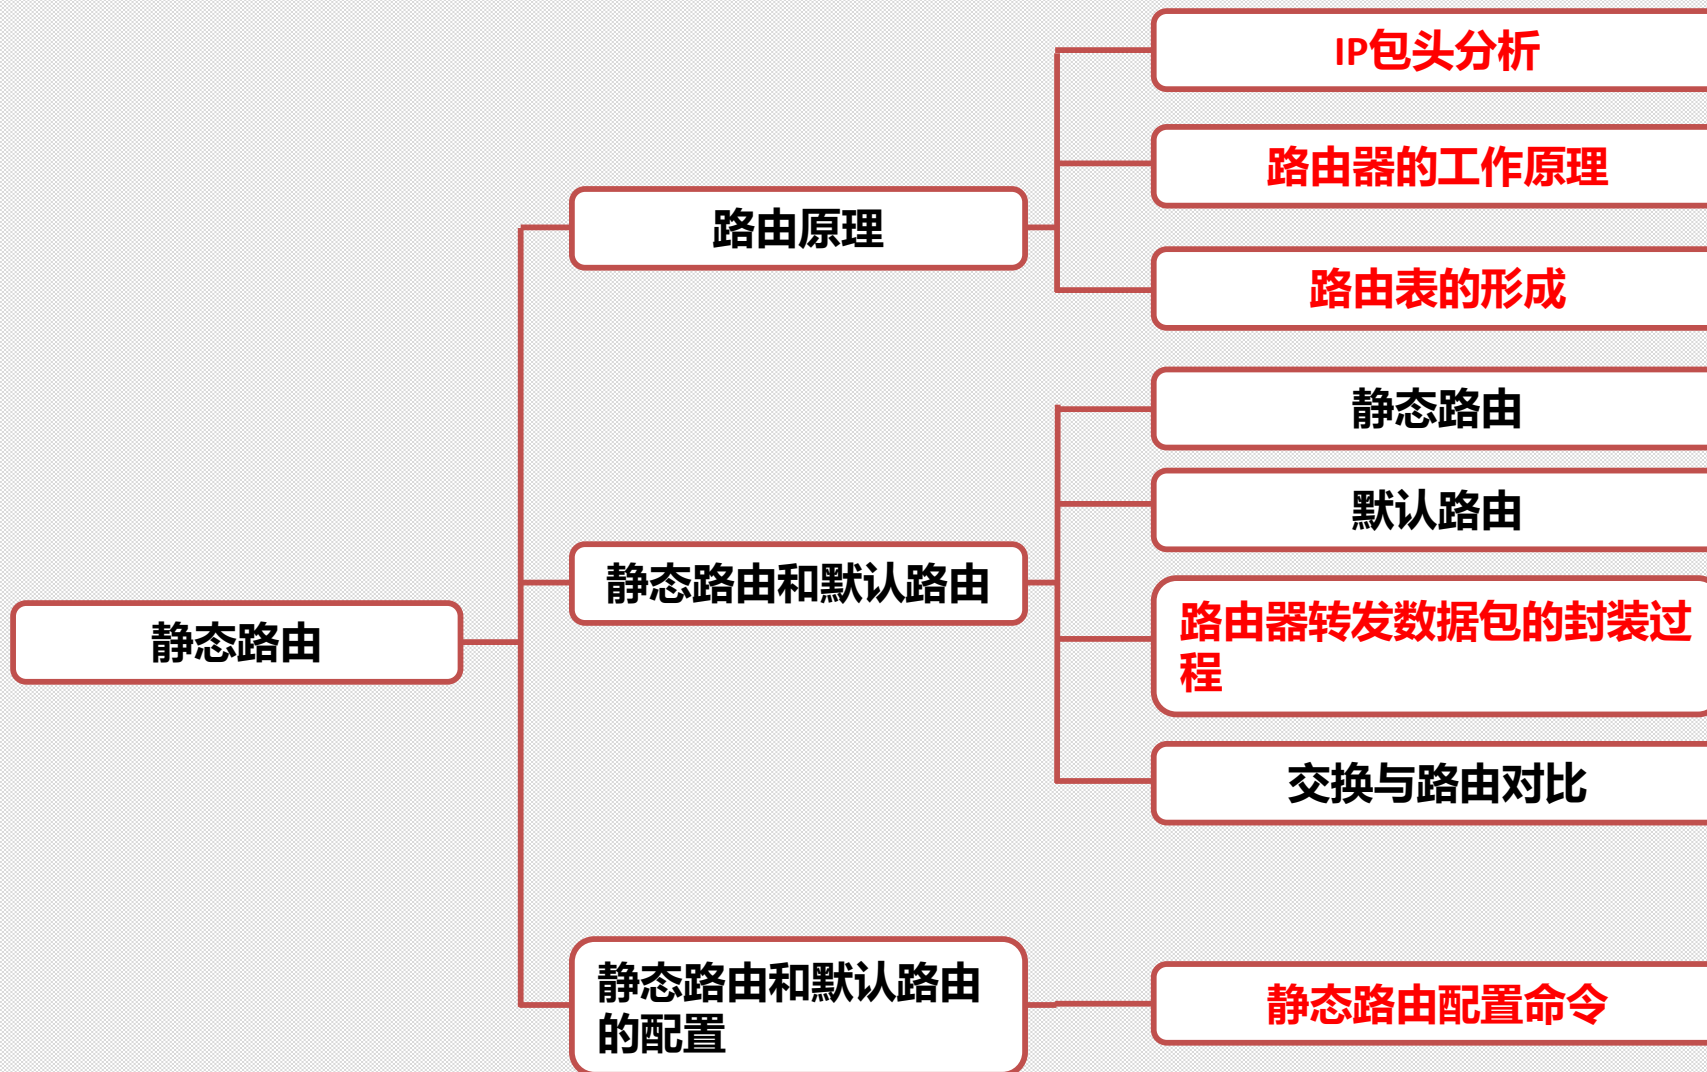 静态路由
路由原理
IP包头分析
路由器的工作原理
路由表的形成
静态路由和默认路由
静态路由
默认路由
路由器转发数据包的封装过
程
交换与路由对比
静态路由和默认路由
的配置
静态路由配置命令